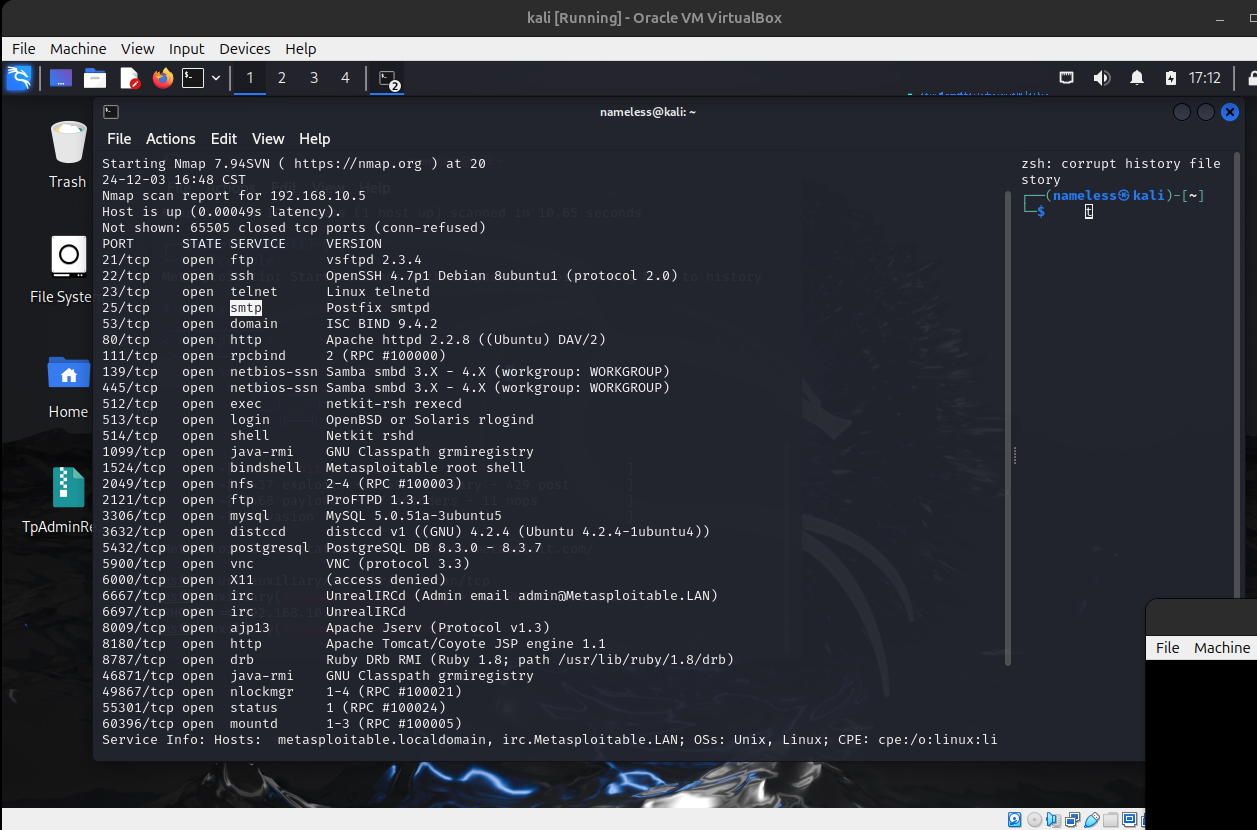 kali [Running] - Oracle VM VirtualBox
File Machine View Input Devices Help
1 2 3 4 2 17:12
nameless@kali: ~
File Actions Edit View Help
Trash
File Syste
Home
TpAdminRe
Starting Nmap 7.94SVN ( https://nmap.org ) at 20
24-12-03 16:48 CST
Nmap scan report for 192.168.10.5
Host is up (0.00049s latency).
Not shown: 65505 closed tcp ports (conn-refused)
PORT STATE SERVICE VERSION
21/tcp open ftp vsftpd 2.3.4
22/tcp open ssh OpenSSH 4.7p1 Debian 8ubuntu1 (protocol 2.0)
23/tcp open telnet Linux telnetd
25/tcp open smtp Postfix smtpd
53/tcp open domain ISC BIND 9.4.2
80/tcp open http Apache httpd 2.2.8 ((Ubuntu) DAV/2)
111/tcp open rpcbind 2 (RPC #100000)
139/tcp open netbios-ssn Samba smbd 3.X - 4.X (workgroup: WORKGROUP)
445/tcp open netbios-ssn Samba smbd 3.X - 4.X (workgroup: WORKGROUP)
512/tcp open exec netkit-rsh rexecd
513/tcp open login OpenBSD or Solaris rlogind
514/tcp open shell Netkit rshd
1099/tcp open java-rmi GNU Classpath grmiregistry
1524/tcp open bindshell Metasploitable root shell
2049/tcp open nfs 2-4 (RPC #100003)
2121/tcp open ftp ProFTPD 1.3.1
3306/tcp open mysql MySQL 5.0.51a-3ubuntu5
3632/tcp open distccd distccd v1 ((GNU) 4.2.4 (Ubuntu 4.2.4-1ubuntu4))
5432/tcp open postgresql PostgreSQL DB 8.3.0 - 8.3.7
5900/tcp open vnc VNC (protocol 3.3)
6000/tcp open X11 (access denied)
6667/tcp open irc UnrealIRCd (Admin email admin@Metasploitable.LAN)
6697/tcp open irc UnrealIRCd
8009/tcp open ajp13 Apache Jserv (Protocol v1.3)
8180/tcp open http Apache Tomcat/Coyote JSP engine 1.1
8787/tcp open drb Ruby DRb RMI (Ruby 1.8; path /usr/lib/ruby/1.8/drb)
46871/tcp open java-rmi GNU Classpath grmiregistry
49867/tcp open nlockmgr 1-4 (RPC #100021)
55301/tcp open status 1 (RPC #100024)
60396/tcp open mountd 1-3 (RPC #100005)
Service Info: Hosts: metasploitable.localdomain, irc.Metasploitable.LAN; OSs: Unix, Linux; CPE: cpe:/o:linux:li
zsh: corrupt history file
story
┌──(nameless㉿kali)-[~]
└─$ t
File Machine